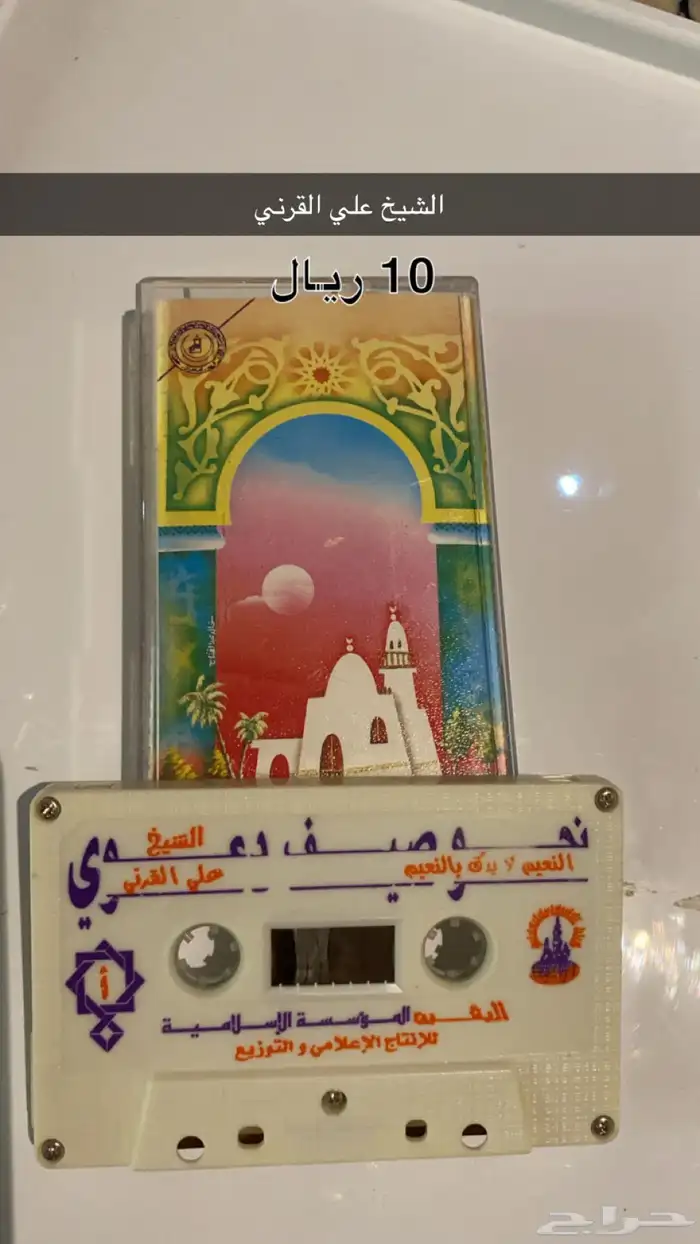 الشيخ علي القرني
10 ريال
نحو صيف دعوي
الشيخ
علي القرني
النعيم لا يدرك بالنعيم
أ
المؤسسة الإسلامية
للإنتاج الإعلامي و التوزيع
حراج